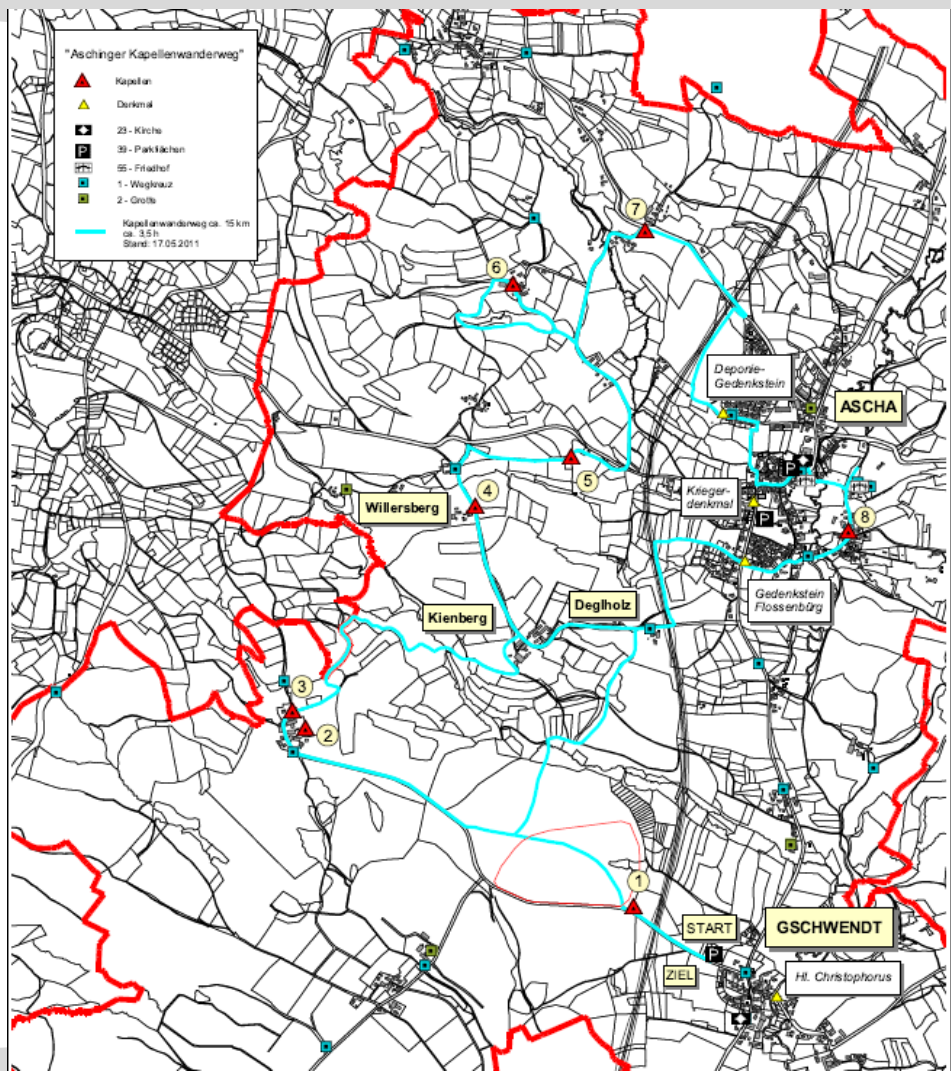 "Aschinger Kapellenwanderweg"
Kapellen
Denkmal
23 - Kirche
P
39 - Parkflächen
55 - Friedhof
1 - Wegkreuz
2 - Grotte
Kapellenwanderweg ca. 15 km
ca. 3,5 h
Stand: 17.05.2011
7
6
Deponie-
Gedenkstein
ASCHA
P
5
4
Willersberg
Krieger-
denkmal
P
8
Gedenkstein
Flossenbürg
Deglholz
Kienberg
3
2
1
START
P
ZIEL
GSCHWENDT
Hl. Christophorus